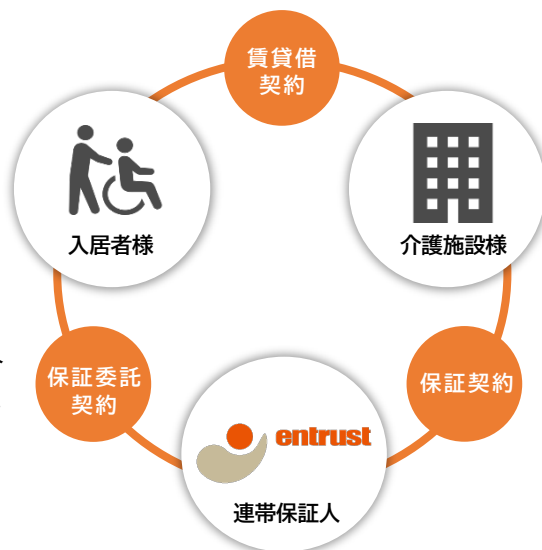 賃貸借
契約
入居者様
介護施設様
保証委託
契約
保証契約
entrust
連帯保証人